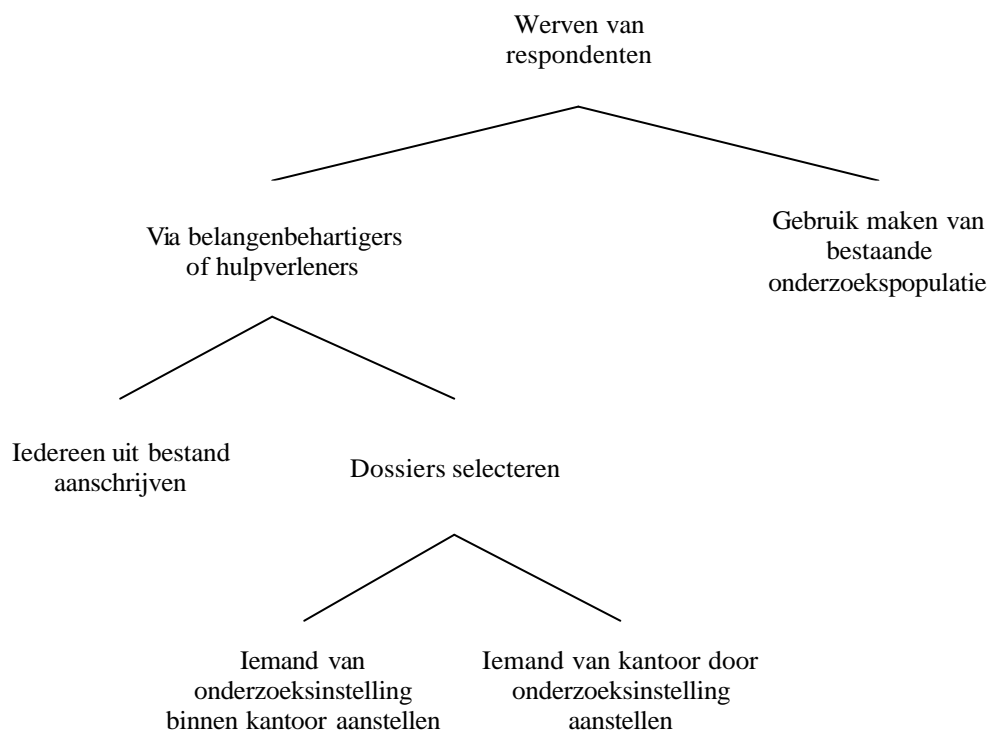 Werven van
respondenten
Via belangenbehartigers
of hulpverleners
Gebruik maken van
bestaande
onderzoekspopulatie
Iedereen uit bestand
aanschrijven
Dossiers selecteren
Iemand van
onderzoeksinstelling
binnen kantoor aanstellen
Iemand van kantoor door
onderzoeksinstelling
aanstellen